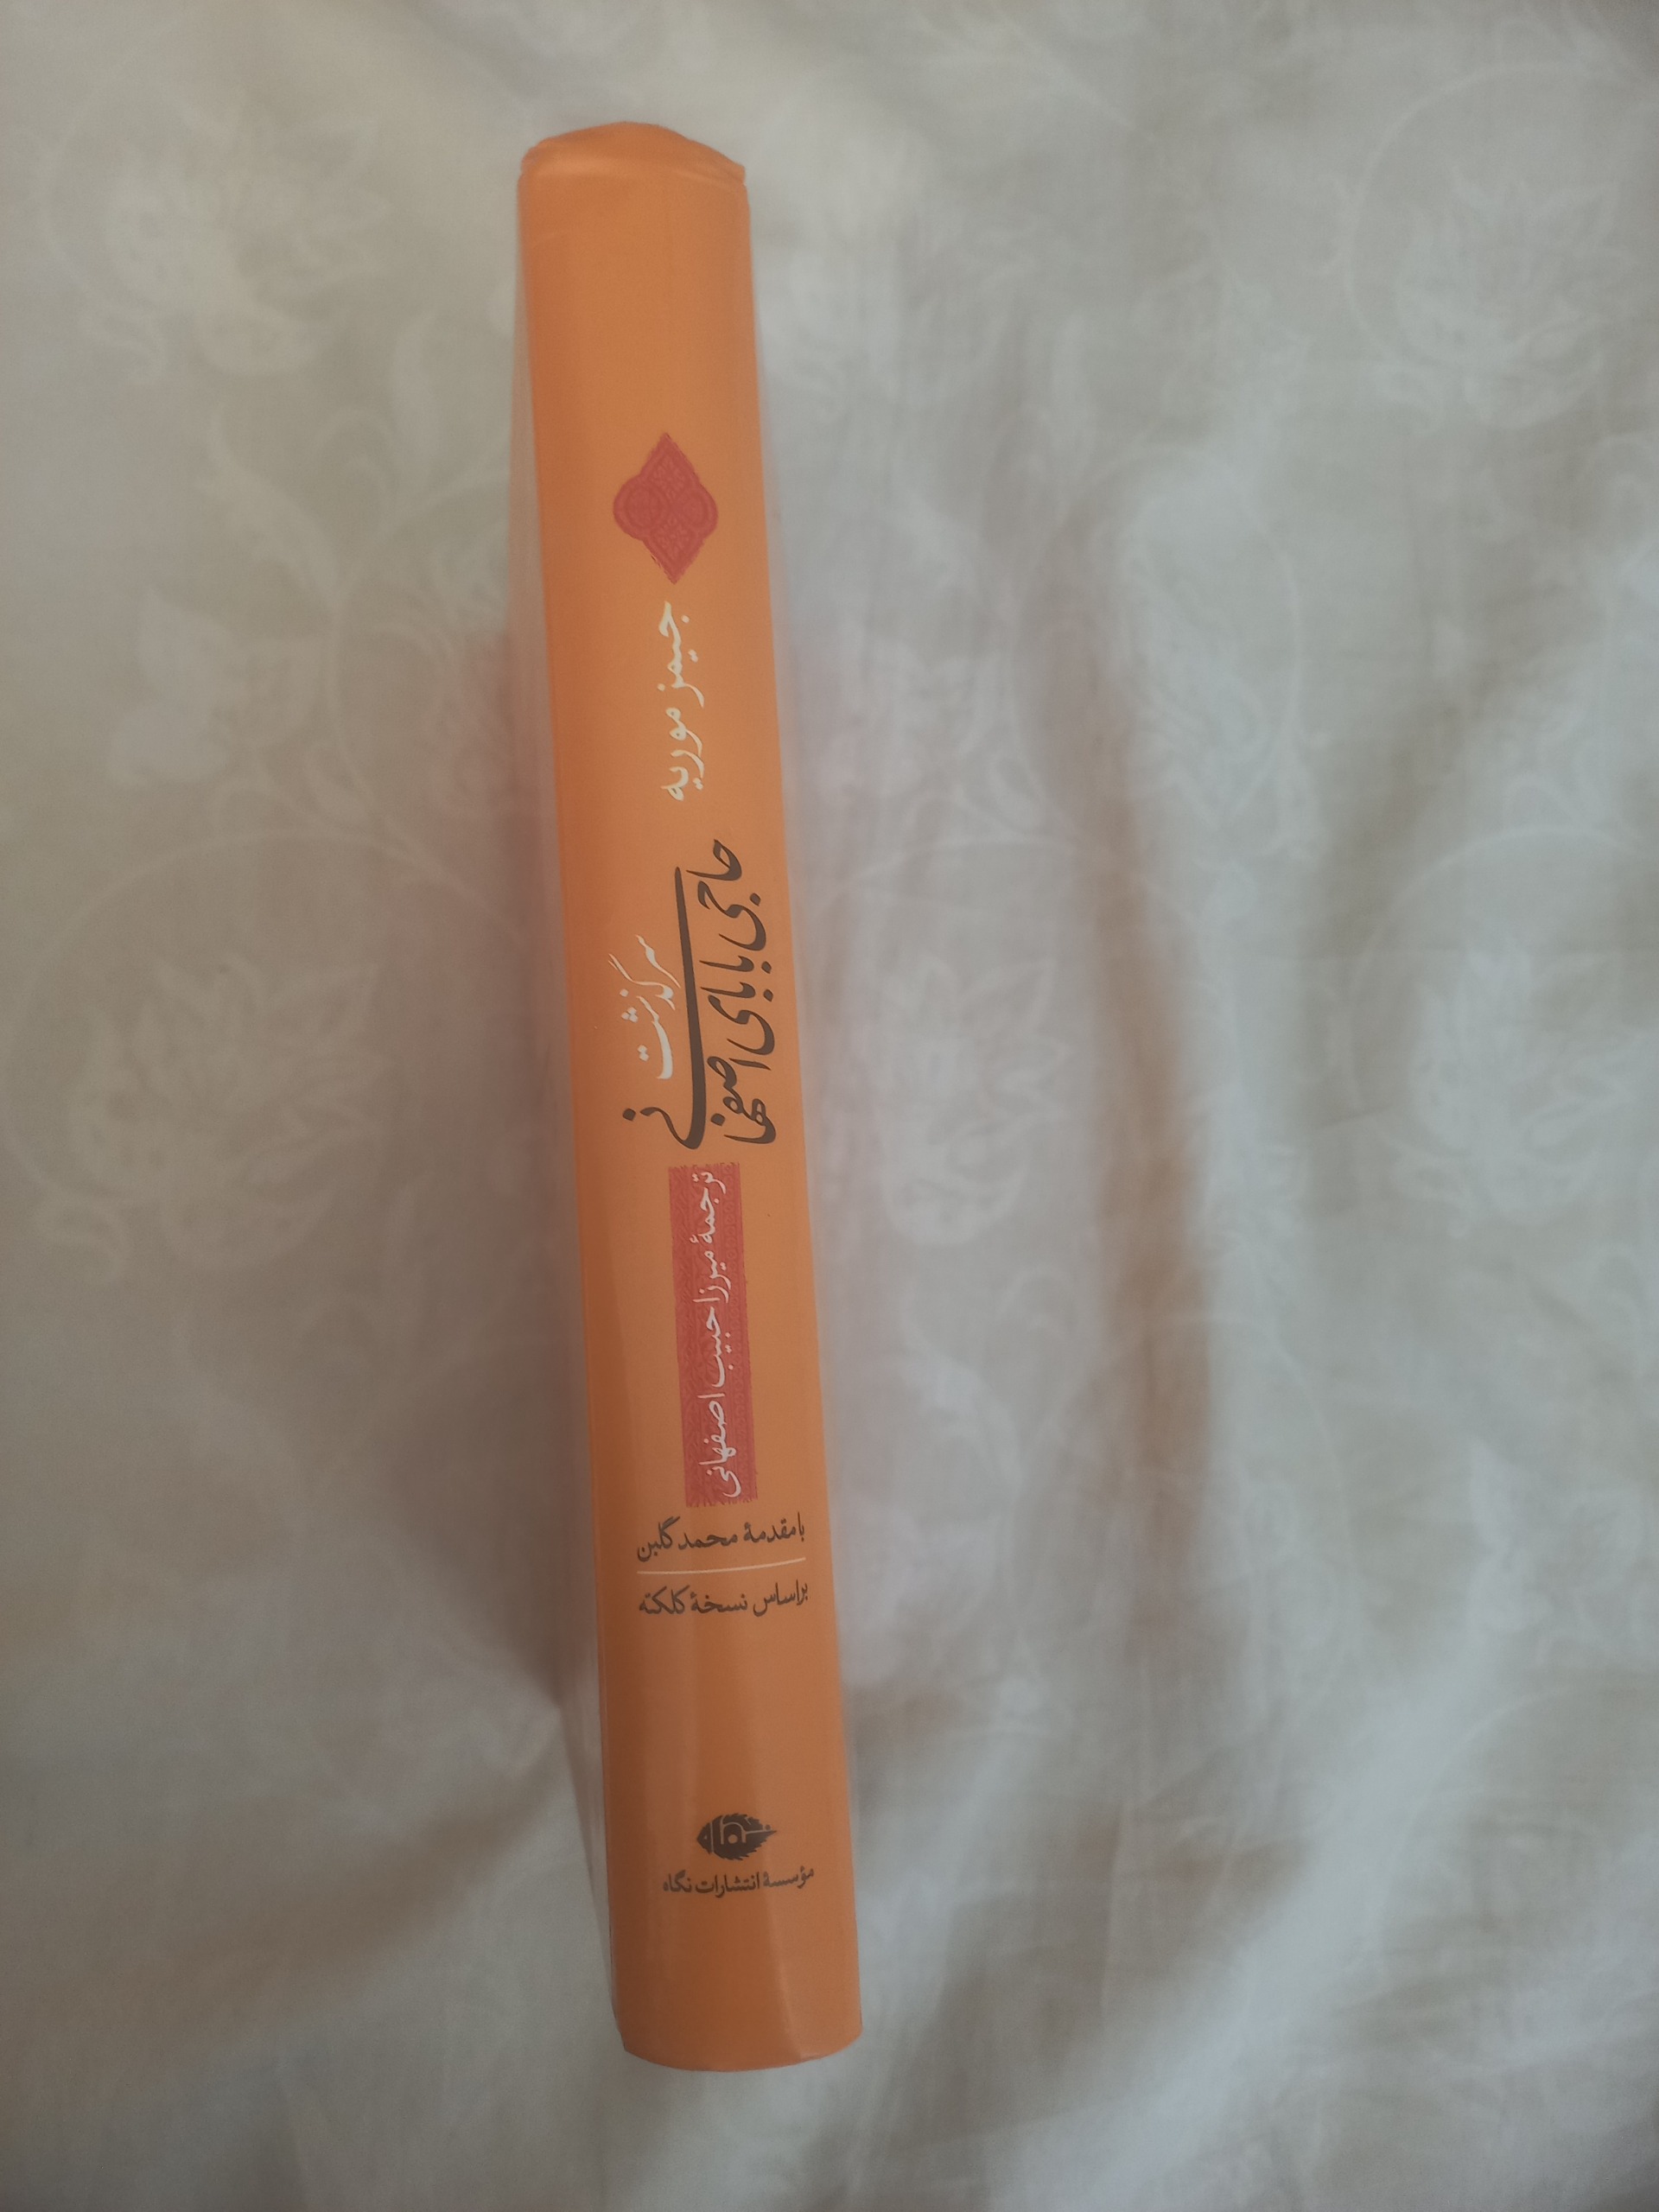 جیمز موریه
سرگذشت
حاجی بابای اصفهانی
ترجمهٔ میرزا حبیب اصفهانی
با مقدمهٔ محمد گلبن
براساس نسخهٔ کلکته
مؤسسهٔ انتشارات نگاه